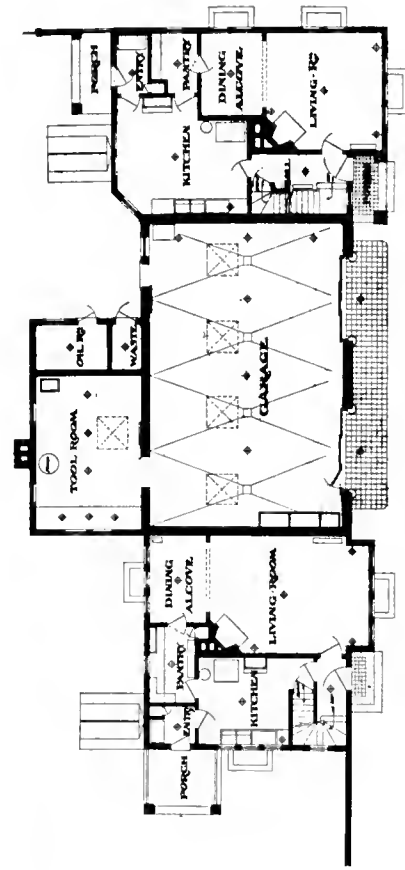 PORCH
ENTRY
PANTRY
DINING
ALCOVE
LIVING-RM
KITCHEN
OIL RM
WASTE
GARAGE
TOOL ROOM
DINING
ALCOVE
LIVING-ROOM
PANTRY
KITCHEN
ENTRY
PORCH